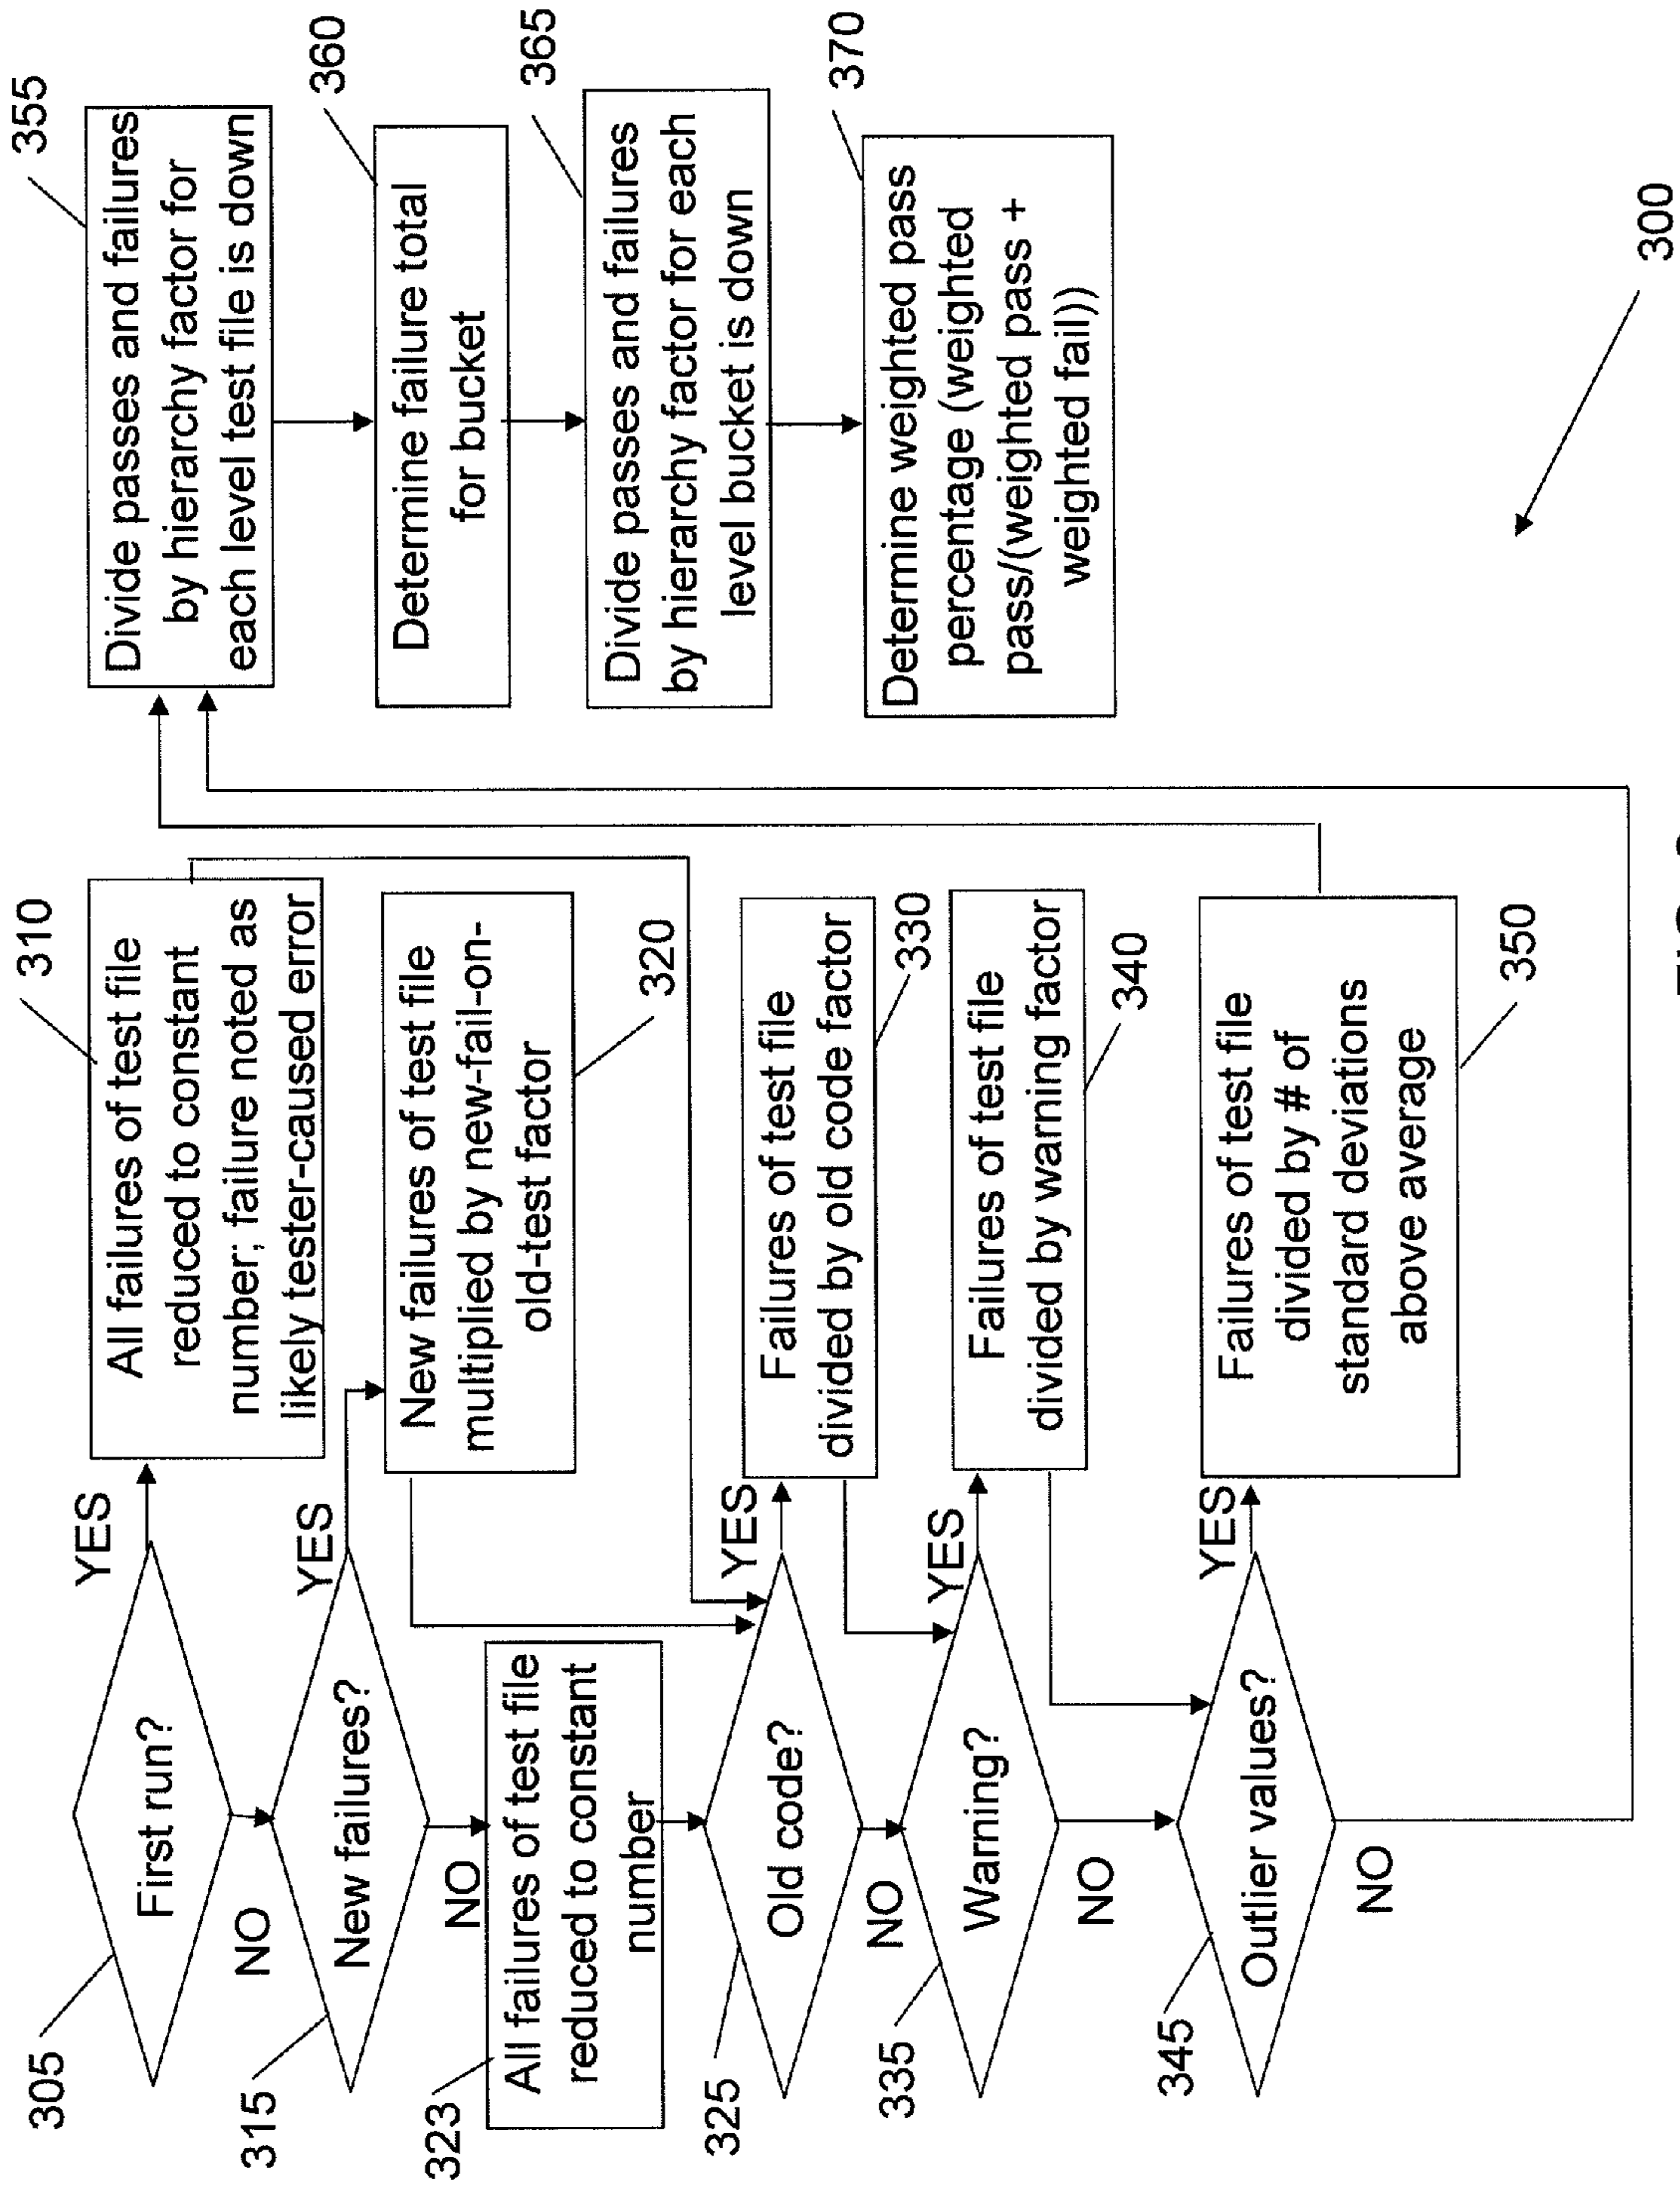 305
First run?
YES
NO
310
All failures of test file
reduced to constant
number; failure noted as
likely tester-caused error
315
New failures?
YES
NO
New failures of test file
multiplied by new-fail-on-
old-test factor
320
323
All failures of test file
reduced to constant
number
325
Old code?
YES
NO
Failures of test file
divided by old code factor
330
335
Warning?
YES
NO
Failures of test file
divided by warning factor
340
345
Outlier values?
YES
NO
Failures of test file
divided by # of
standard deviations
above average
350
355
Divide passes and failures
by hierarchy factor for
each level test file is down
360
Determine failure total
for bucket
365
Divide passes and failures
by hierarchy factor for each
level bucket is down
370
Determine weighted pass
percentage (weighted
pass/(weighted pass +
weighted fail))
300